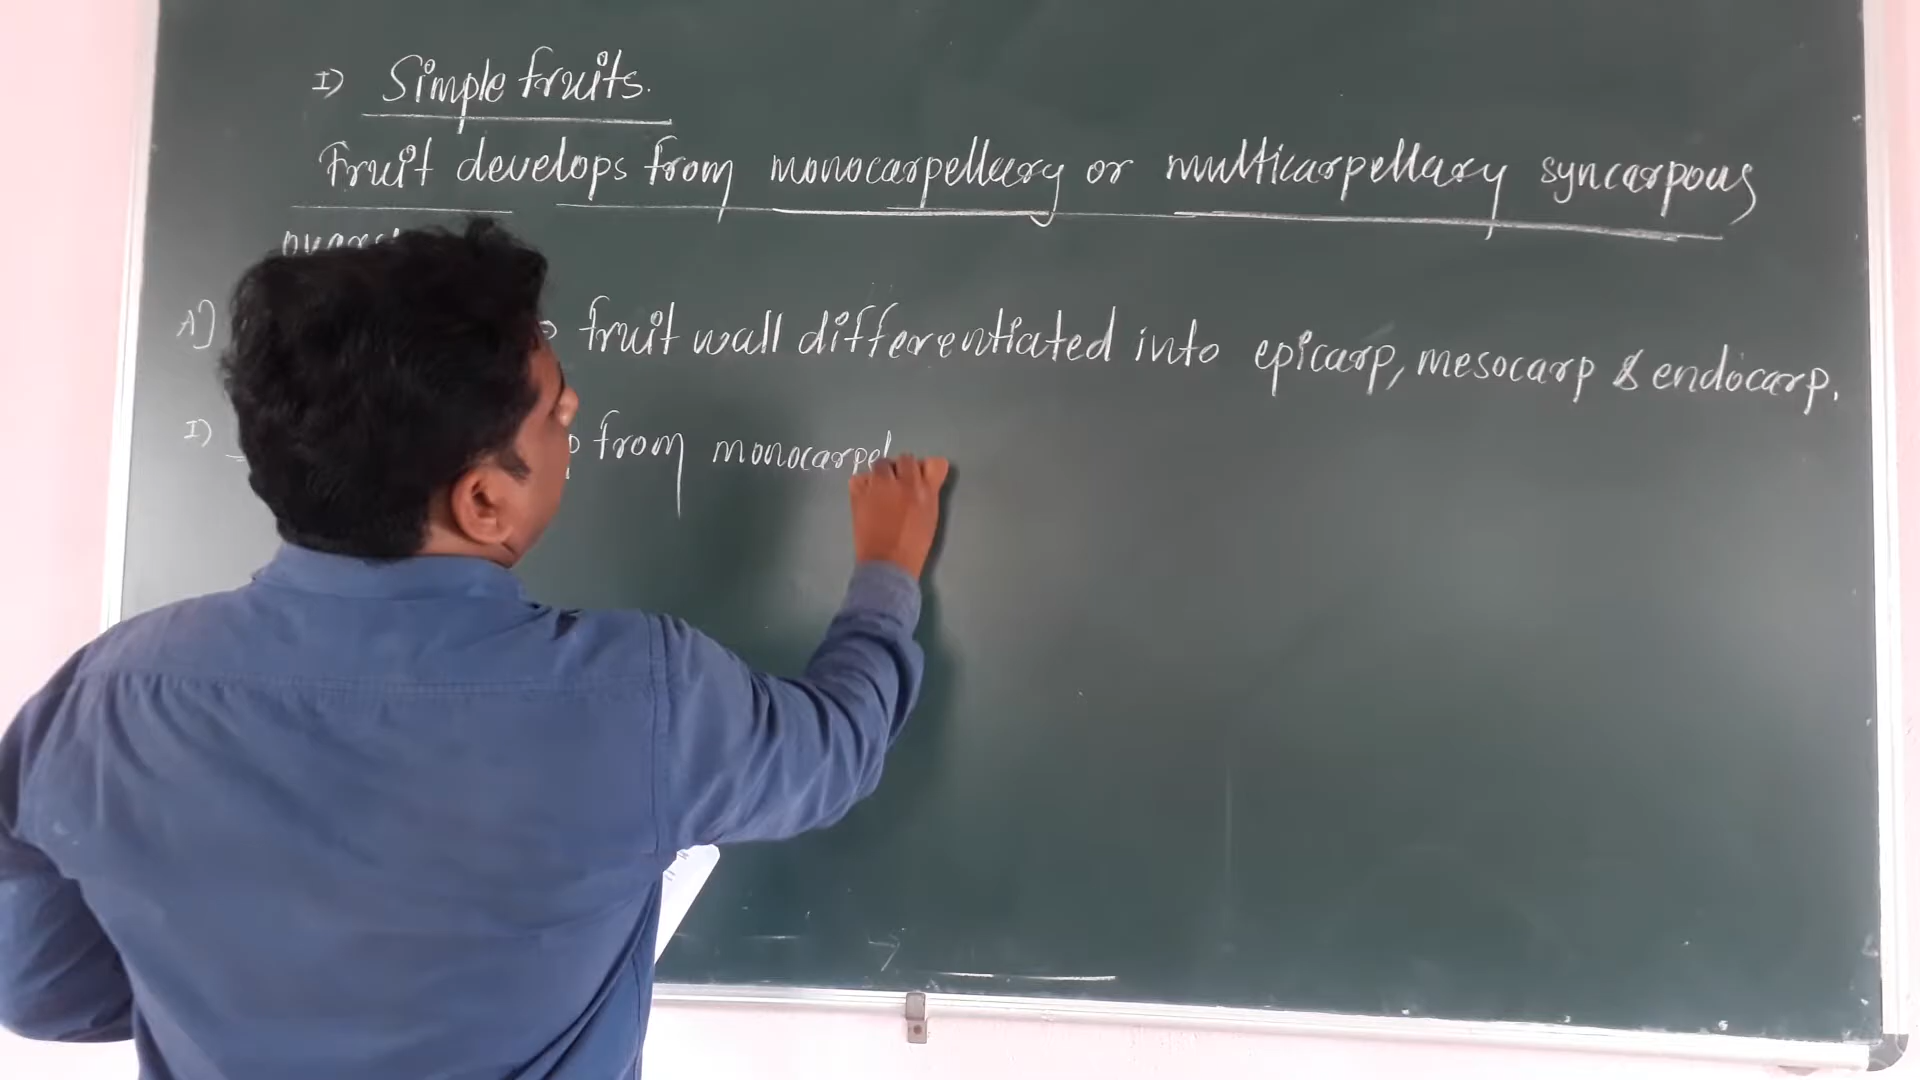 I) Simple fruits.
Fruit develops from monocarpellary or multicarpellary syncarpous
A] fruit wall differentiated into epicarp, mesocarp & endocarp.
I) from monocarpel